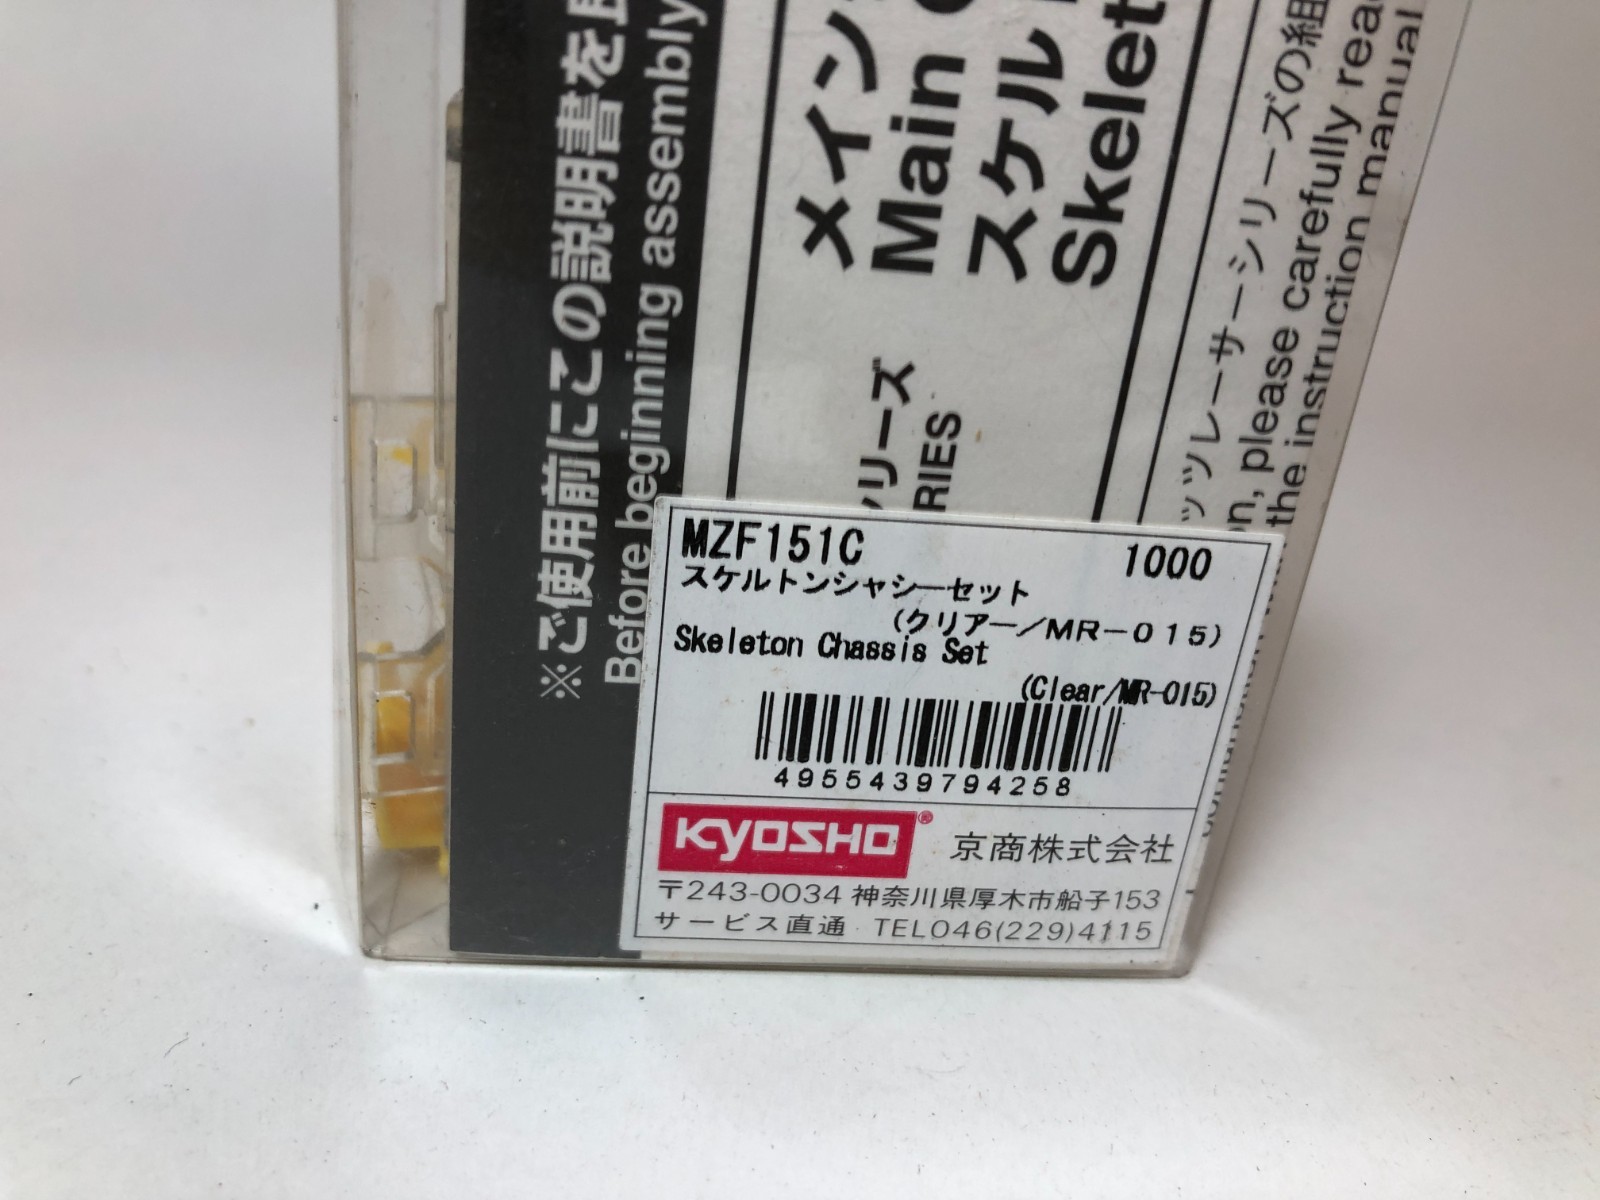 ※ご使用前にこの説明書を
Before beginning assembly
メイン
Main
スケル
Skelet
リーズ
RIES
ッツレーサーシリーズの組
on, please carefully rea
the instruction manual
MZF151C 1000
スケルトンシャシーセット
(クリアー/MR-015)
Skeleton Chassis Set
(Clear/MR-015)
4955439794258
KYOSHO® 京商株式会社
〒243-0034 神奈川県厚木市船子153
サービス直通 TEL046(229)4115